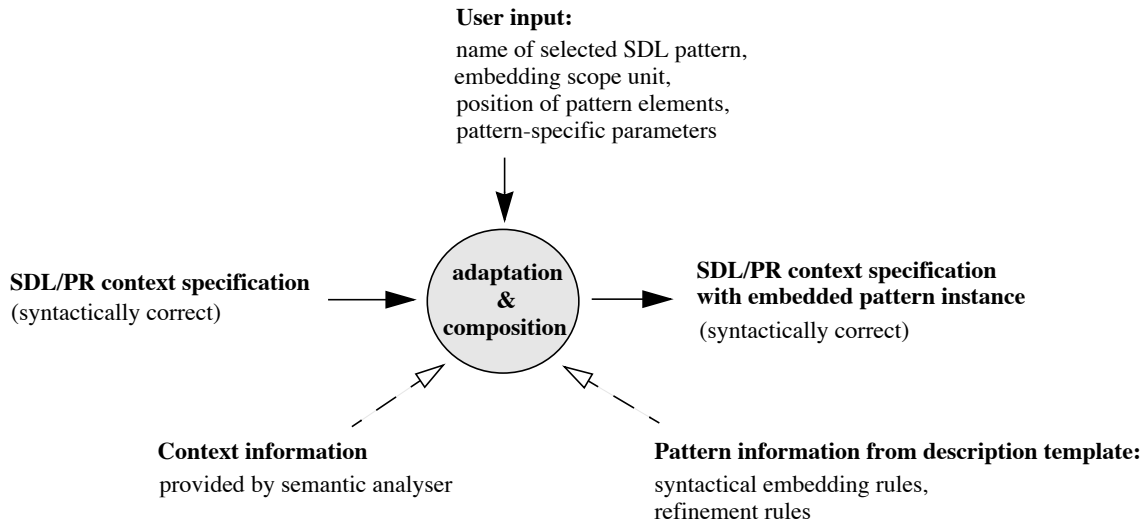 User input:
name of selected SDL pattern,
embedding scope unit,
position of pattern elements,
pattern-specific parameters
SDL/PR context specification
(syntactically correct)
adaptation
&
composition
SDL/PR context specification
with embedded pattern instance
(syntactically correct)
Context information
provided by semantic analyser
Pattern information from description template:
syntactical embedding rules,
refinement rules